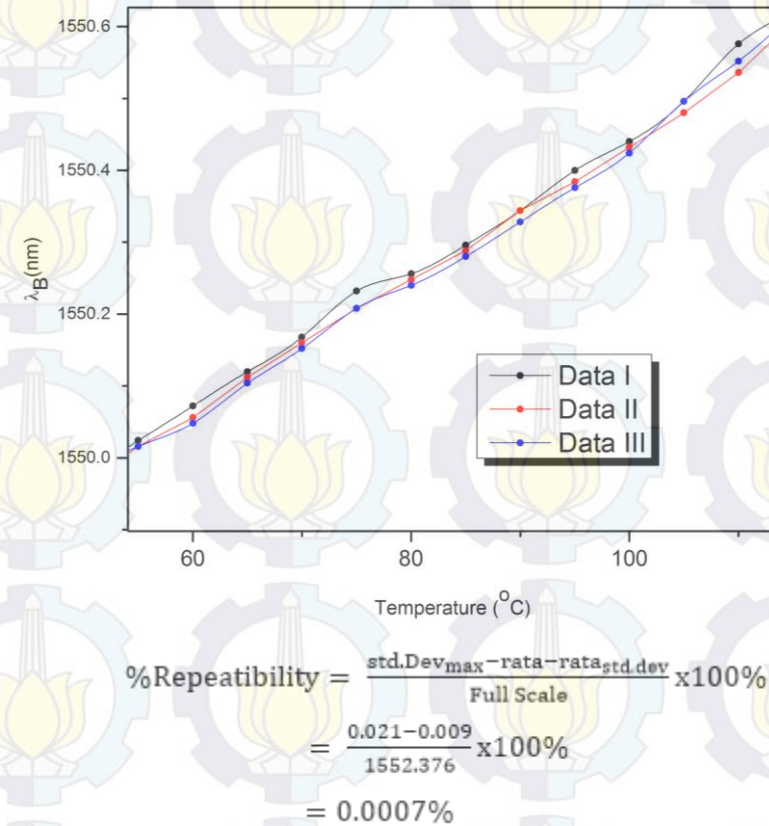 1550.6
1550.4
1550.2
1550.0
λB(nm)
60 80 100
Temperature (°C)
Data I
Data II
Data III
%Repeatibility = std.Devmax−rata−ratastd.dev / Full Scale x100%
= 0.021−0.009 / 1552.376 x100%
= 0.0007%